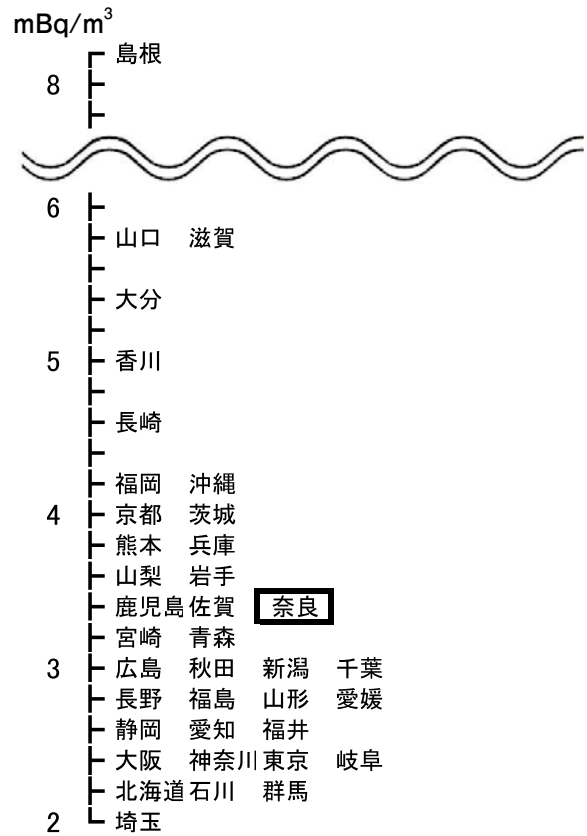 mBq/m³
島根
8
6
山口 滋賀
大分
5 香川
長崎
福岡 沖縄
4 京都 茨城
熊本 兵庫
山梨 岩手
鹿児島 佐賀 奈良
宮崎 青森
3 広島 秋田 新潟 千葉
長野 福島 山形 愛媛
静岡 愛知 福井
大阪 神奈川 東京 岐阜
北海道 石川 群馬
2 埼玉